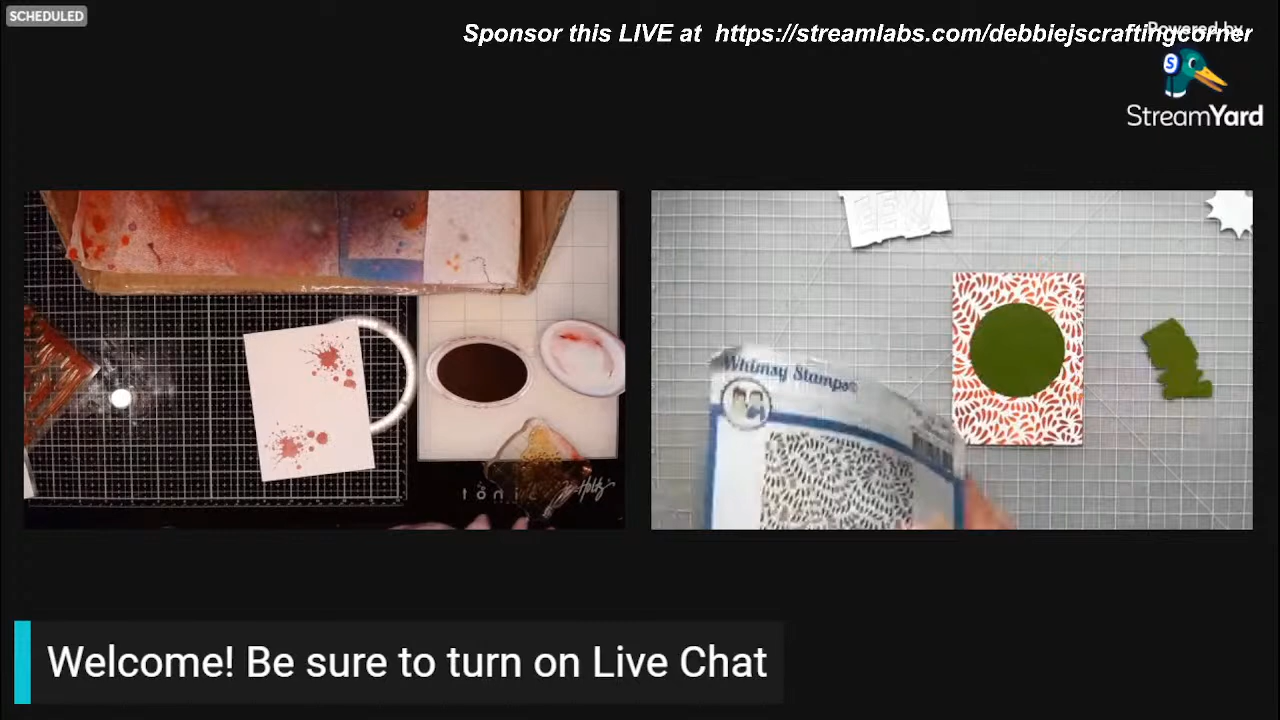 SCHEDULED
Sponsor this LIVE at https://streamlabs.com/debbiejscraftingcorner
Powered by
S
StreamYard
Whimsy Stamps
tonic
Welcome! Be sure to turn on Live Chat